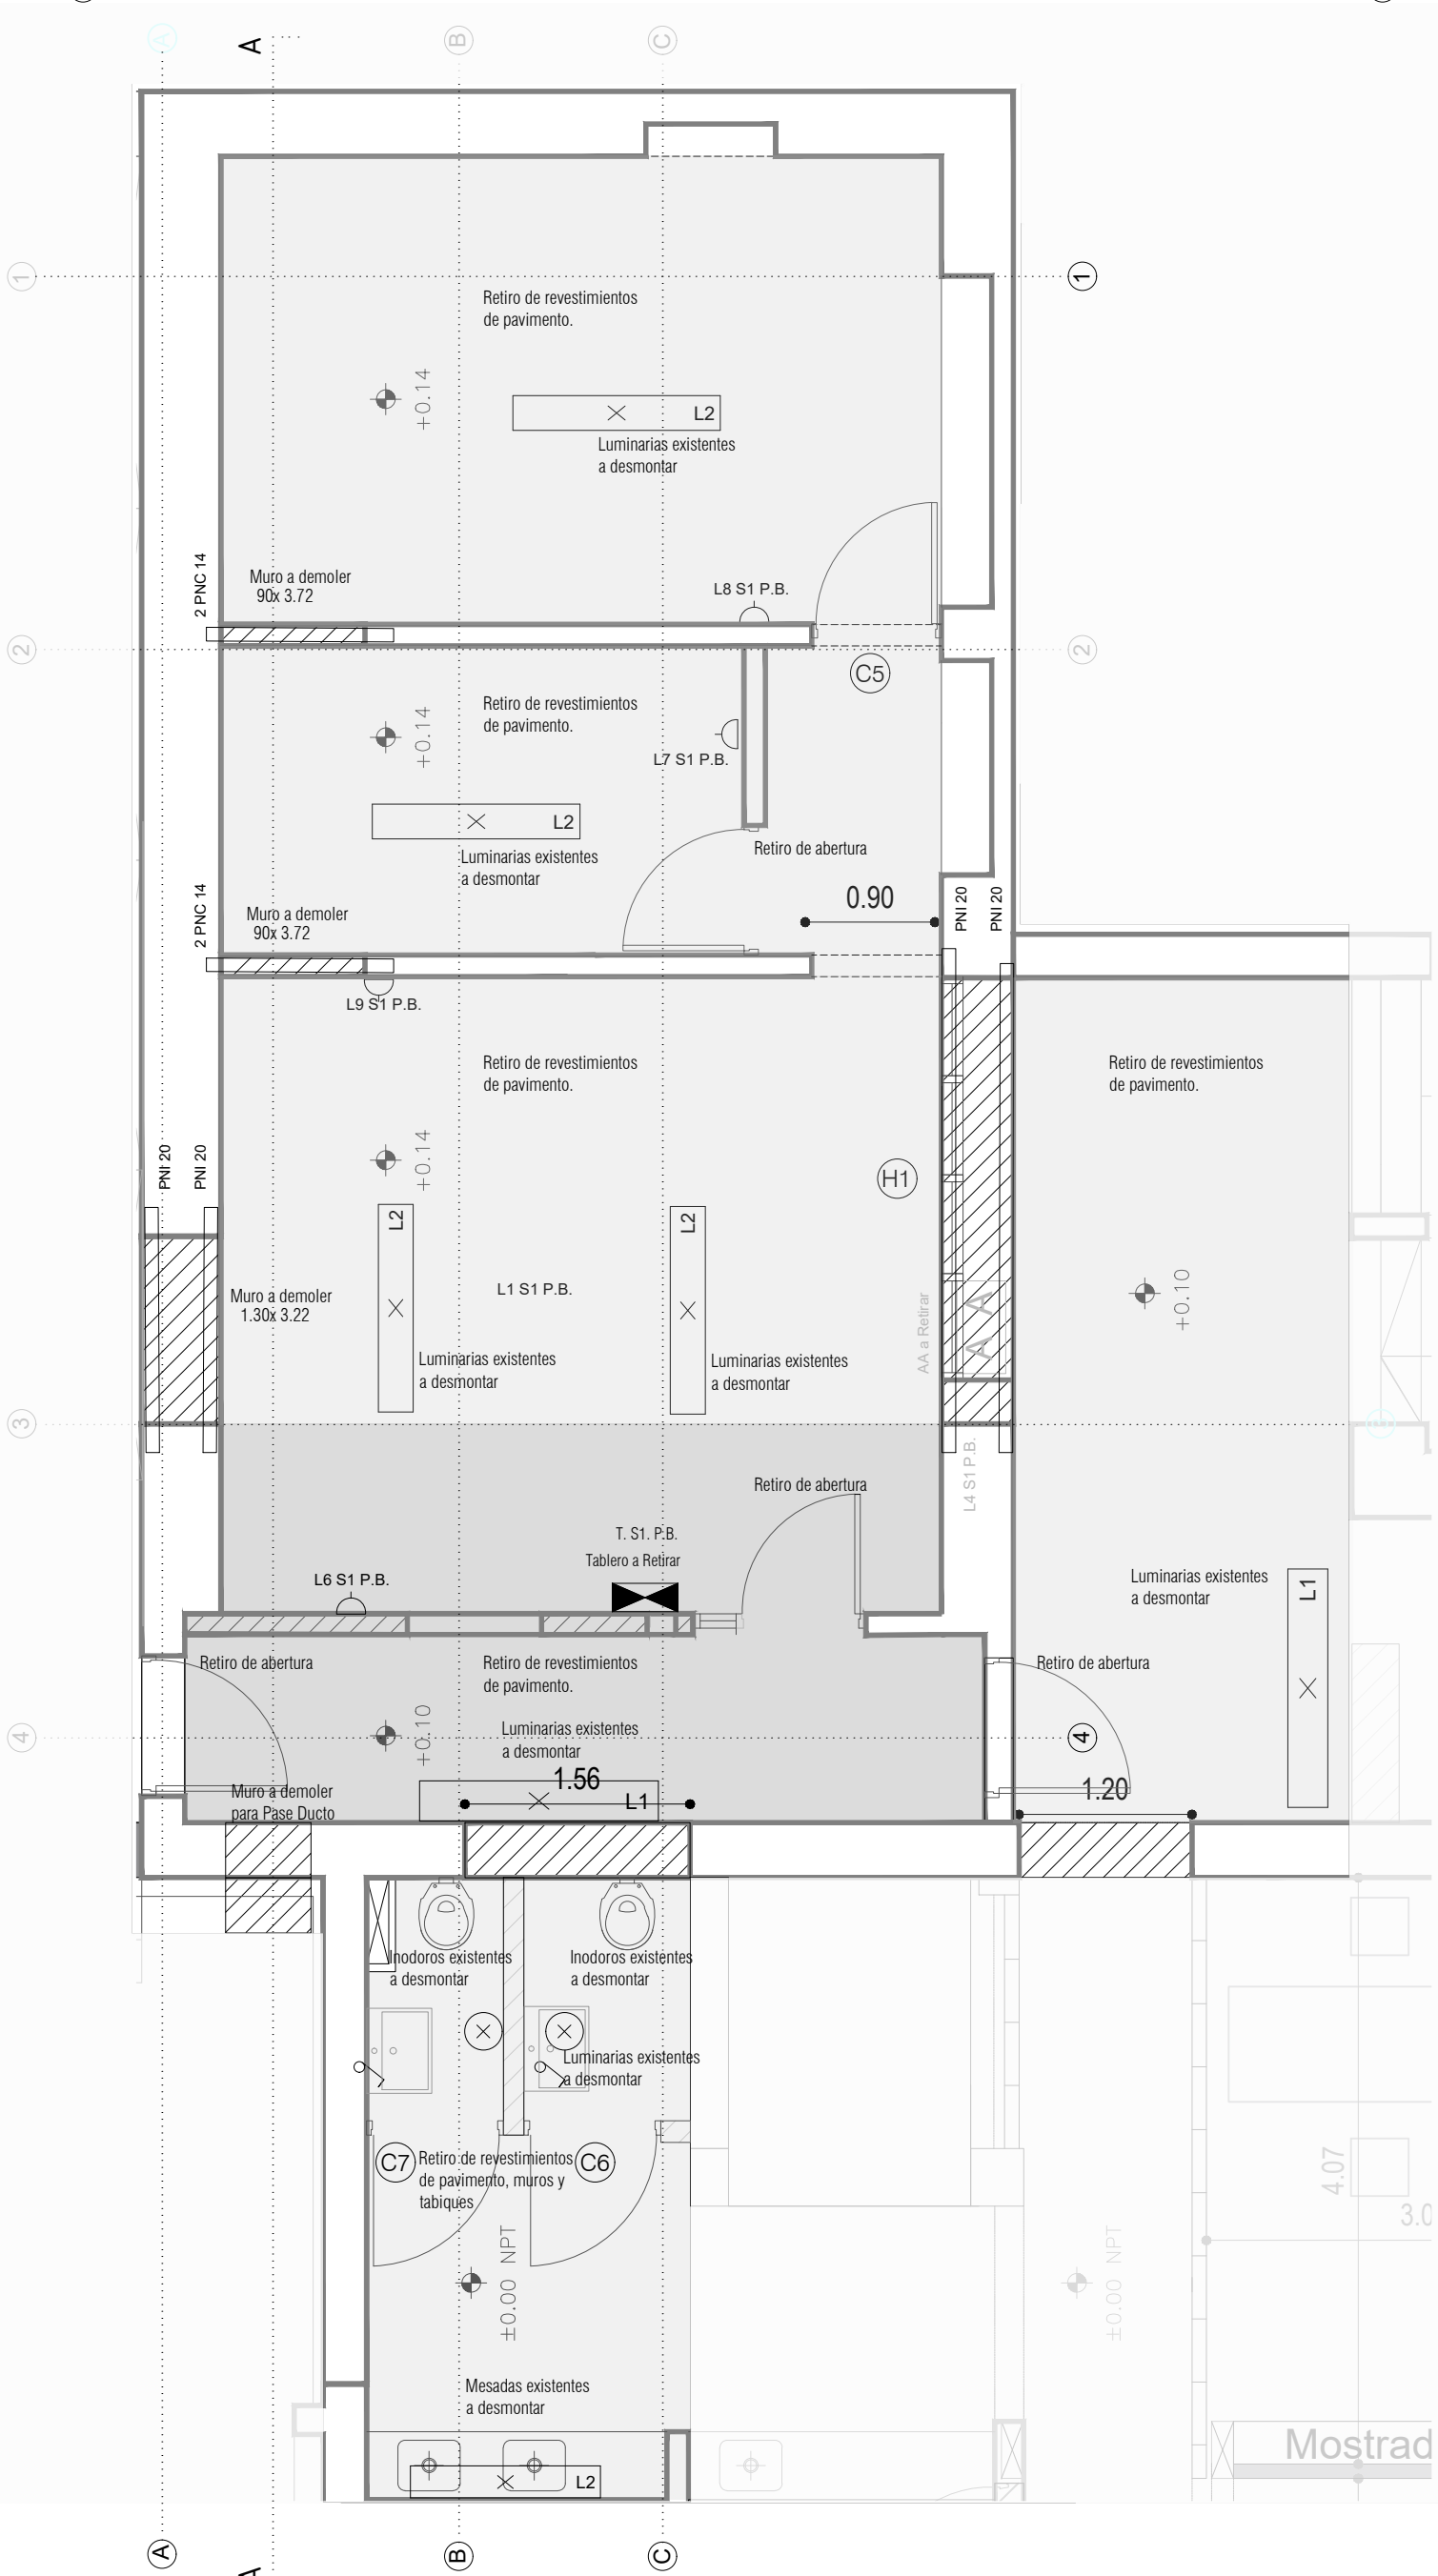 A
A
B
C
1
1
Retiro de revestimientos
de pavimento.
+0.14
L2
Luminarias existentes
a desmontar
2 PNC 14
Muro a demoler
90x 3.72
L8 S1 P.B.
2
2
C5
Retiro de revestimientos
de pavimento.
+0.14
L7 S1 P.B.
L2
Luminarias existentes
a desmontar
Retiro de abertura
0.90
2 PNC 14
Muro a demoler
90x 3.72
PNI 20
PNI 20
L9 S1 P.B.
Retiro de revestimientos
de pavimento.
Retiro de revestimientos
de pavimento.
+0.14
PNI 20
PNI 20
H1
L2
L2
L1 S1 P.B.
Muro a demoler
1.30x 3.22
AA a Retirar
A A
+0.10
Luminarias existentes
a desmontar
Luminarias existentes
a desmontar
3
L4 S1 P.B.
Retiro de abertura
T. S1. P.B.
Tablero a Retirar
L6 S1 P.B.
Luminarias existentes
a desmontar
L1
Retiro de abertura
Retiro de revestimientos
de pavimento.
Retiro de abertura
+0.10
Luminarias existentes
a desmontar
4
4
1.56
L1
1.20
Muro a demoler
para Pase Ducto
Inodoros existentes
a desmontar
Inodoros existentes
a desmontar
Luminarias existentes
a desmontar
C7
Retiro de revestimientos
de pavimento, muros y
tabiques
C6
4.07
3.0
±0.00 NPT
±0.00 NPT
Mesadas existentes
a desmontar
Mostrad
L2
A
A
B
C